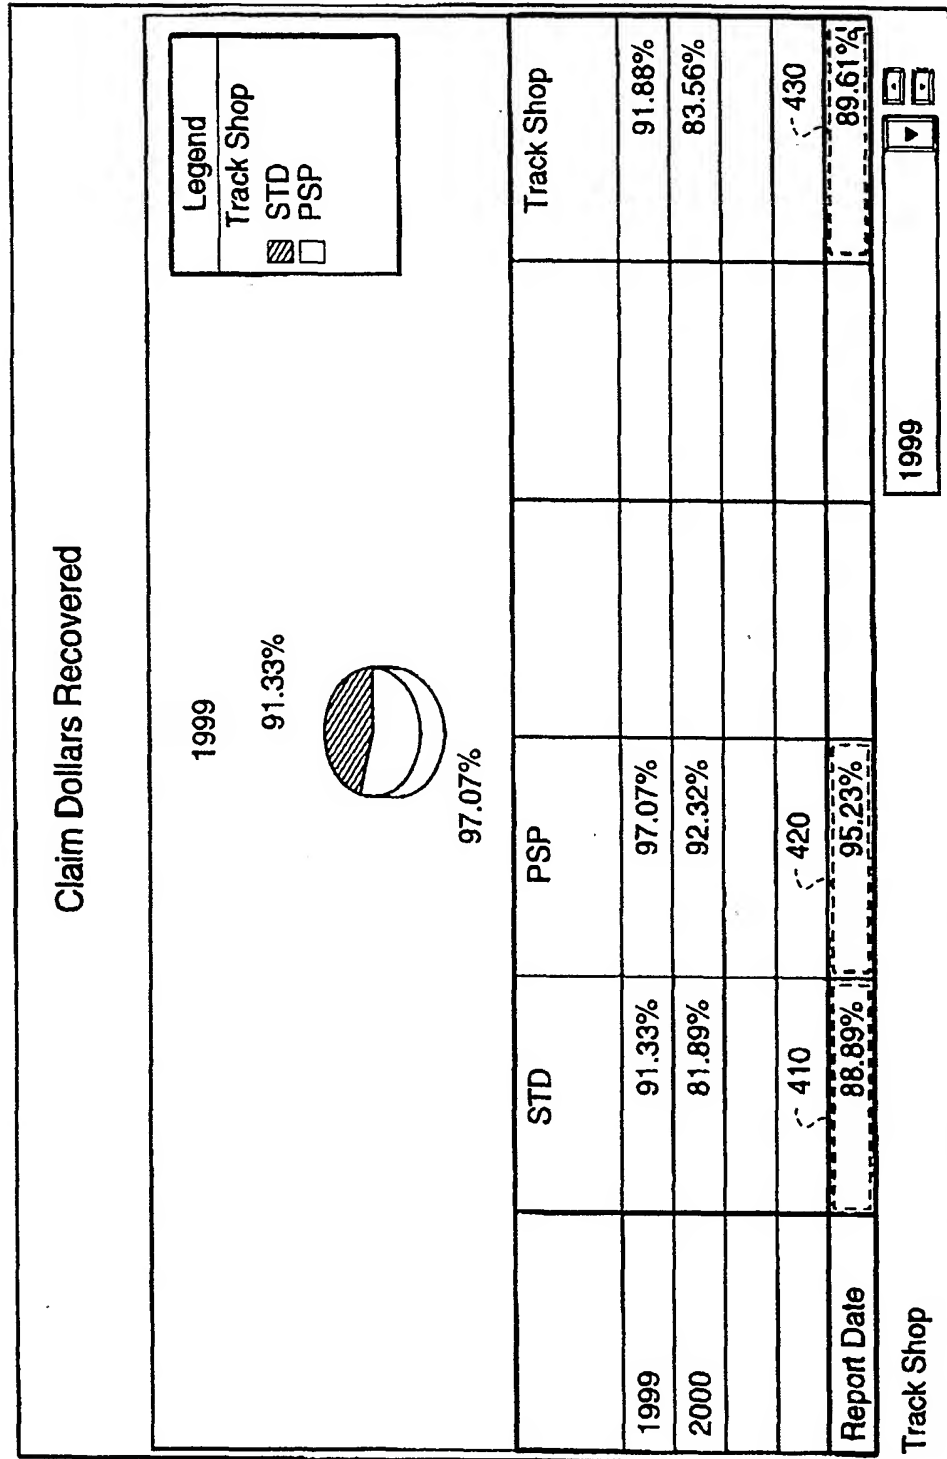 Claim Dollars Recovered
1999
91.33%
97.07%
Legend
Track Shop
STD
PSP
STD PSP Track Shop
1999 91.33% 97.07% 91.88%
2000 81.89% 92.32% 83.56%
410 420 430
Report Date 88.89% 95.23% 89.61%
Track Shop 1999